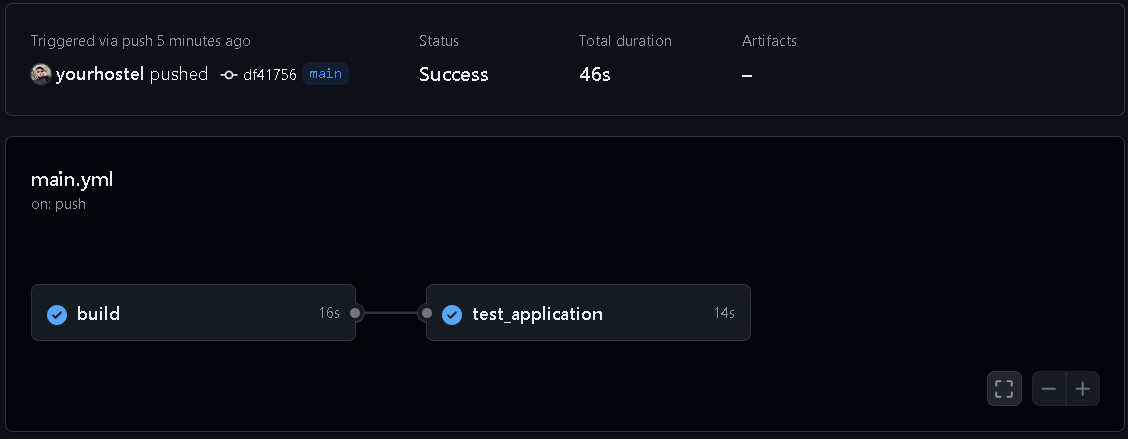 Triggered via push 5 minutes ago
yourhostel pushed df41756 main
Status
Success
Total duration
46s
Artifacts
–
main.yml
on: push
build 16s
test_application 14s